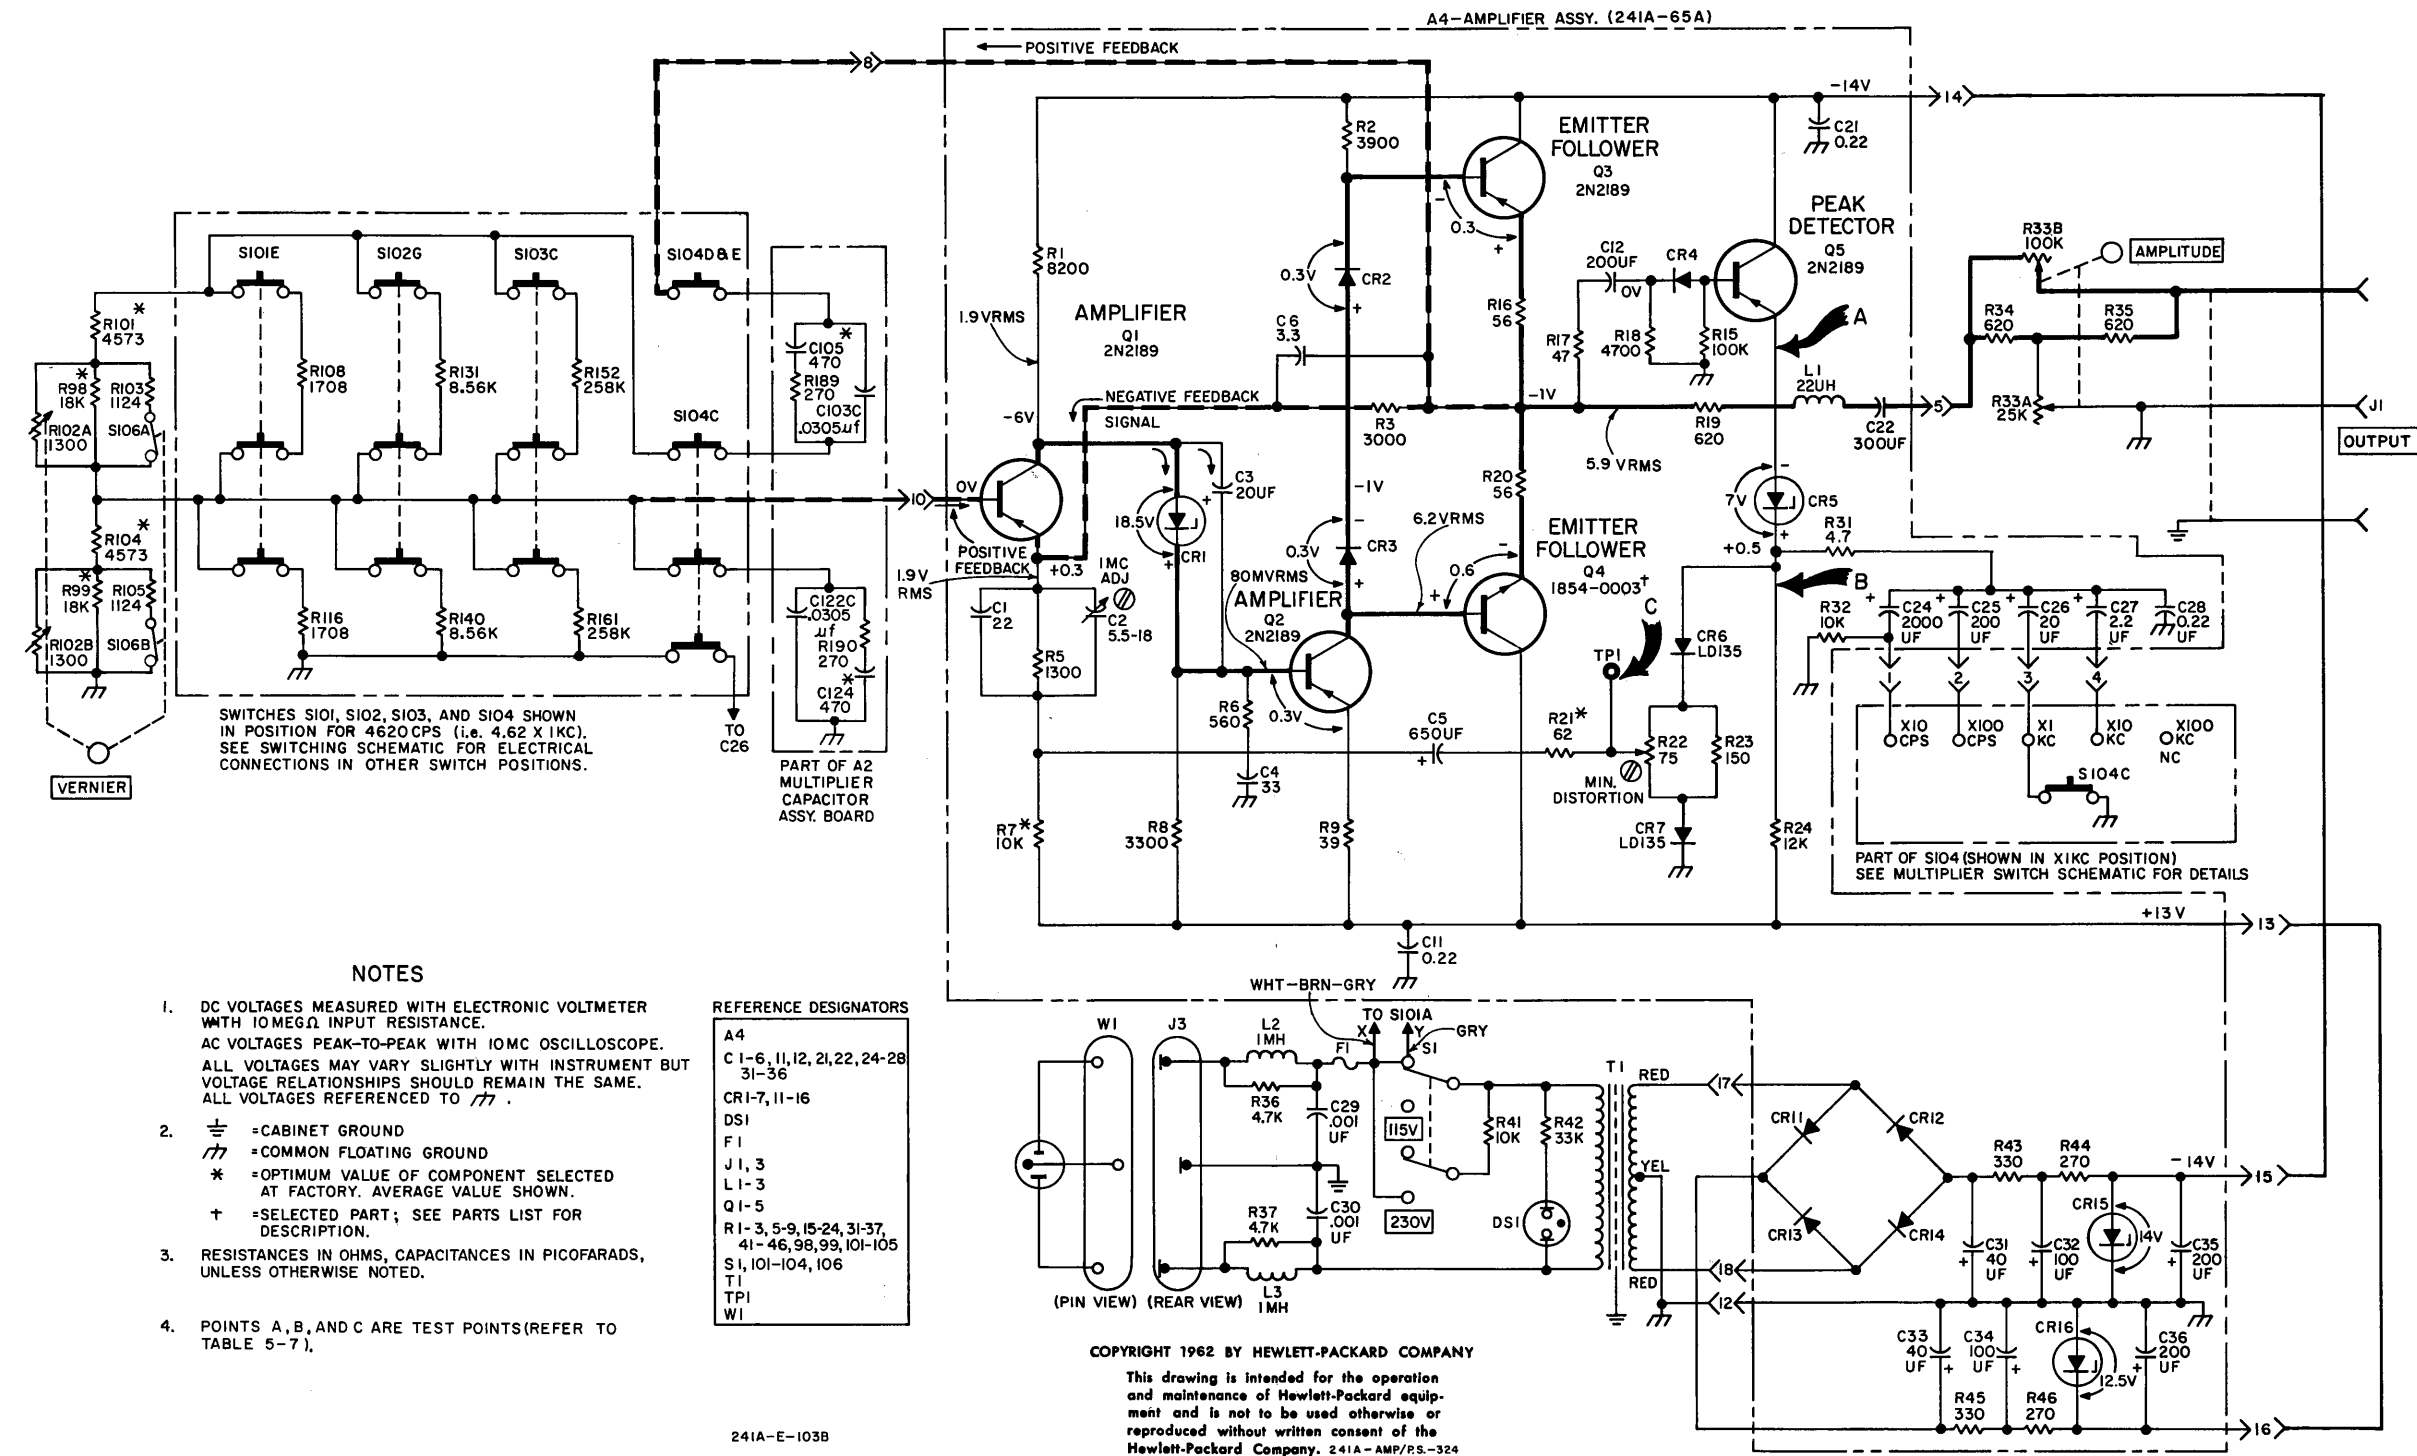 A4-AMPLIFIER ASSY. (241A-65A)
POSITIVE FEEDBACK
8
-14V
14
C21
0.22
R2
3900
EMITTER
FOLLOWER
Q3
2N2189
0.3
-
+
PEAK
DETECTOR
Q5
2N2189
R33B
100K
AMPLITUDE
S101E
S102G
S103C
S104D&E
R1
8200
0.3V
CR2
+
C12
200UF
CR4
0V
A
R101
4573
*
1.9VRMS
AMPLIFIER
Q1
2N2189
R16
56
R17
47
R18
4700
R15
100K
R34
620
R35
620
C6
3.3
*
R98
18K
R103
1124
R108
1708
R131
8.56K
R152
258K
C105
470
*
R189
270
C103C
.0305uf
L1
22UH
NEGATIVE FEEDBACK
SIGNAL
-6V
R3
3000
-1V
R19
620
C22
300UF
5
R33A
25K
J1
OUTPUT
R102A
1300
S106A
S104C
5.9 VRMS
10
0V
C3
20UF
-1V
R20
56
7V
-
+
CR5
18.5V
+
+
CR1
6.2VRMS
EMITTER
FOLLOWER
Q4
1854-0003†
R31
4.7
+0.5
R104
4573
*
POSITIVE
FEEDBACK
+0.3
1MC
ADJ
0.3V
-
+
CR3
-
0.6
+
80MVRMS
AMPLIFIER
Q2
2N2189
B
C
*
R99
18K
R105
1124
1.9V
RMS
C1
22
C2
5.5-18
R32
10K
+
C24
2000
UF
+
C25
200
UF
+
C26
20
UF
+
C27
2.2
UF
C28
0.22
UF
R102B
1300
S106B
R116
1708
R140
8.56K
R161
258K
C122C
.0305
uf
R190
270
*
C124
470
R5
1300
TP1
CR6
LD135
1
2
3
4
R6
560
0.3V
SWITCHES S101, S102, S103, AND S104 SHOWN
IN POSITION FOR 4620 CPS (i.e. 4.62 X 1KC).
SEE SWITCHING SCHEMATIC FOR ELECTRICAL
CONNECTIONS IN OTHER SWITCH POSITIONS.
TO
C26
C5
650UF
+
R21*
62
R22
75
R23
150
X10
CPS
X100
CPS
X1
KC
X10
KC
X100
KC
NC
VERNIER
PART OF A2
MULTIPLIER
CAPACITOR
ASSY. BOARD
C4
33
MIN.
DISTORTION
S104C
R7*
10K
R8
3300
R9
39
CR7
LD135
R24
12K
PART OF S104 (SHOWN IN X1KC POSITION)
SEE MULTIPLIER SWITCH SCHEMATIC FOR DETAILS
+13V
13
C11
0.22
NOTES
1. DC VOLTAGES MEASURED WITH ELECTRONIC VOLTMETER
WITH 10MEGΩ INPUT RESISTANCE.
AC VOLTAGES PEAK-TO-PEAK WITH 10MC OSCILLOSCOPE.
ALL VOLTAGES MAY VARY SLIGHTLY WITH INSTRUMENT BUT
VOLTAGE RELATIONSHIPS SHOULD REMAIN THE SAME.
ALL VOLTAGES REFERENCED TO .
2. =CABINET GROUND
=COMMON FLOATING GROUND
* =OPTIMUM VALUE OF COMPONENT SELECTED
AT FACTORY. AVERAGE VALUE SHOWN.
† =SELECTED PART; SEE PARTS LIST FOR
DESCRIPTION.
3. RESISTANCES IN OHMS, CAPACITANCES IN PICOFARADS,
UNLESS OTHERWISE NOTED.
4. POINTS A, B, AND C ARE TEST POINTS (REFER TO
TABLE 5-7).
REFERENCE DESIGNATORS
A4
C 1-6, 11, 12, 21, 22, 24-28
31-36
CR1-7, 11-16
DS1
F1
J1, 3
L1-3
Q1-5
R1-3, 5-9, 15-24, 31-37,
41-46, 98, 99, 101-105
S1, 101-104, 106
T1
TP1
W1
WHT-BRN-GRY
TO S101A
X
Y
GRY
W1
J3
L2
1MH
F1
S1
R36
4.7K
C29
.001
UF
115V
R41
10K
R42
33K
T1
RED
17
YEL
RED
18
12
R37
4.7K
C30
.001
UF
230V
DS1
L3
1MH
(PIN VIEW)
(REAR VIEW)
CR11
CR12
CR13
CR14
R43
330
R44
270
-14V
15
CR15
14V
+
C31
40
UF
+
C32
100
UF
+
C35
200
UF
C33
40
UF
+
C34
100
UF
+
CR16
12.5V
C36
200
UF
+
R45
330
R46
270
16
COPYRIGHT 1962 BY HEWLETT-PACKARD COMPANY
This drawing is intended for the operation
and maintenance of Hewlett-Packard equip-
ment and is not to be used otherwise or
reproduced without written consent of the
Hewlett-Packard Company. 241A-AMP/P.S.-324
241A-E-103B